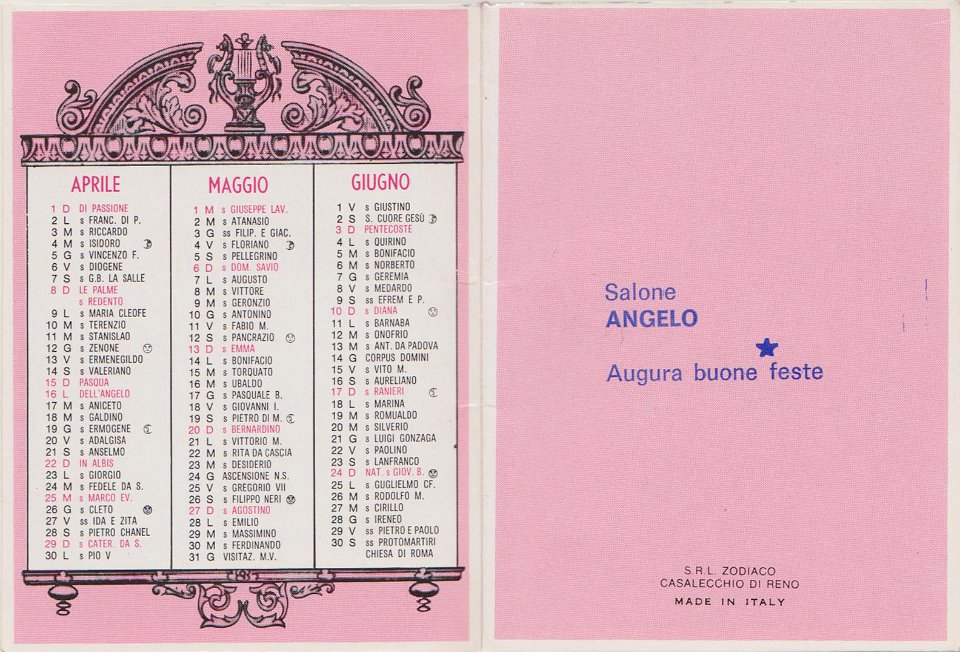 APRILE
1 D DI PASSIONE
2 L s FRANC. DI P.
3 M s RICCARDO
4 M s ISIDORO
5 G s VINCENZO F.
6 V s DIOGENE
7 S s G.B. LA SALLE
8 D LE PALME
s REDENTO
9 L s MARIA CLEOFE
10 M s TERENZIO
11 M s STANISLAO
12 G s ZENONE
13 V s ERMENEGILDO
14 S s VALERIANO
15 D PASQUA
16 L DELL'ANGELO
17 M s ANICETO
18 M s GALDINO
19 G s ERMOGENE
20 V s ADALGISA
21 S s ANSELMO
22 D IN ALBIS
23 L s GIORGIO
24 M s FEDELE DA S.
25 M s MARCO EV.
26 G s CLETO
27 V ss IDA E ZITA
28 S s PIETRO CHANEL
29 D s CATER. DA S.
30 L s PIO V
MAGGIO
1 M s GIUSEPPE LAV.
2 M s ATANASIO
3 G ss FILIP. E GIAC.
4 V s FLORIANO
5 S s PELLEGRINO
6 D s DOM. SAVIO
7 L s AUGUSTO
8 M s VITTORE
9 M s GERONZIO
10 G s ANTONINO
11 V s FABIO M.
12 S s PANCRAZIO
13 D s EMMA
14 L s BONIFACIO
15 M s TORQUATO
16 M s UBALDO
17 G s PASQUALE B.
18 V s GIOVANNI I.
19 S s PIETRO DI M.
20 D s BERNARDINO
21 L s VITTORIO M.
22 M s RITA DA CASCIA
23 M s DESIDERIO
24 G ASCENSIONE N.S.
25 V s GREGORIO VII
26 S s FILIPPO NERI
27 D s AGOSTINO
28 L s EMILIO
29 M s MASSIMINO
30 M s FERDINANDO
31 G VISITAZ. M.V.
GIUGNO
1 V s GIUSTINO
2 S S. CUORE GESÙ
3 D PENTECOSTE
4 L s QUIRINO
5 M s BONIFACIO
6 M s NORBERTO
7 G s GEREMIA
8 V s MEDARDO
9 S ss EFREM E P.
10 D s DIANA
11 L s BARNABA
12 M s ONOFRIO
13 M s ANT. DA PADOVA
14 G CORPUS DOMINI
15 V s VITO M.
16 S s AURELIANO
17 D s RANIERI
18 L s MARINA
19 M s ROMUALDO
20 M s SILVERIO
21 G s LUIGI GONZAGA
22 V s PAOLINO
23 S s LANFRANCO
24 D NAT. s GIOV. B.
25 L s GUGLIELMO CF.
26 M s RODOLFO M.
27 M s CIRILLO
28 G s IRENEO
29 V ss PIETRO E PAOLO
30 S ss PROTOMARTIRI
CHIESA DI ROMA
Salone
ANGELO
Augura buone feste
S.R.L. ZODIACO
CASALECCHIO DI RENO
MADE IN ITALY